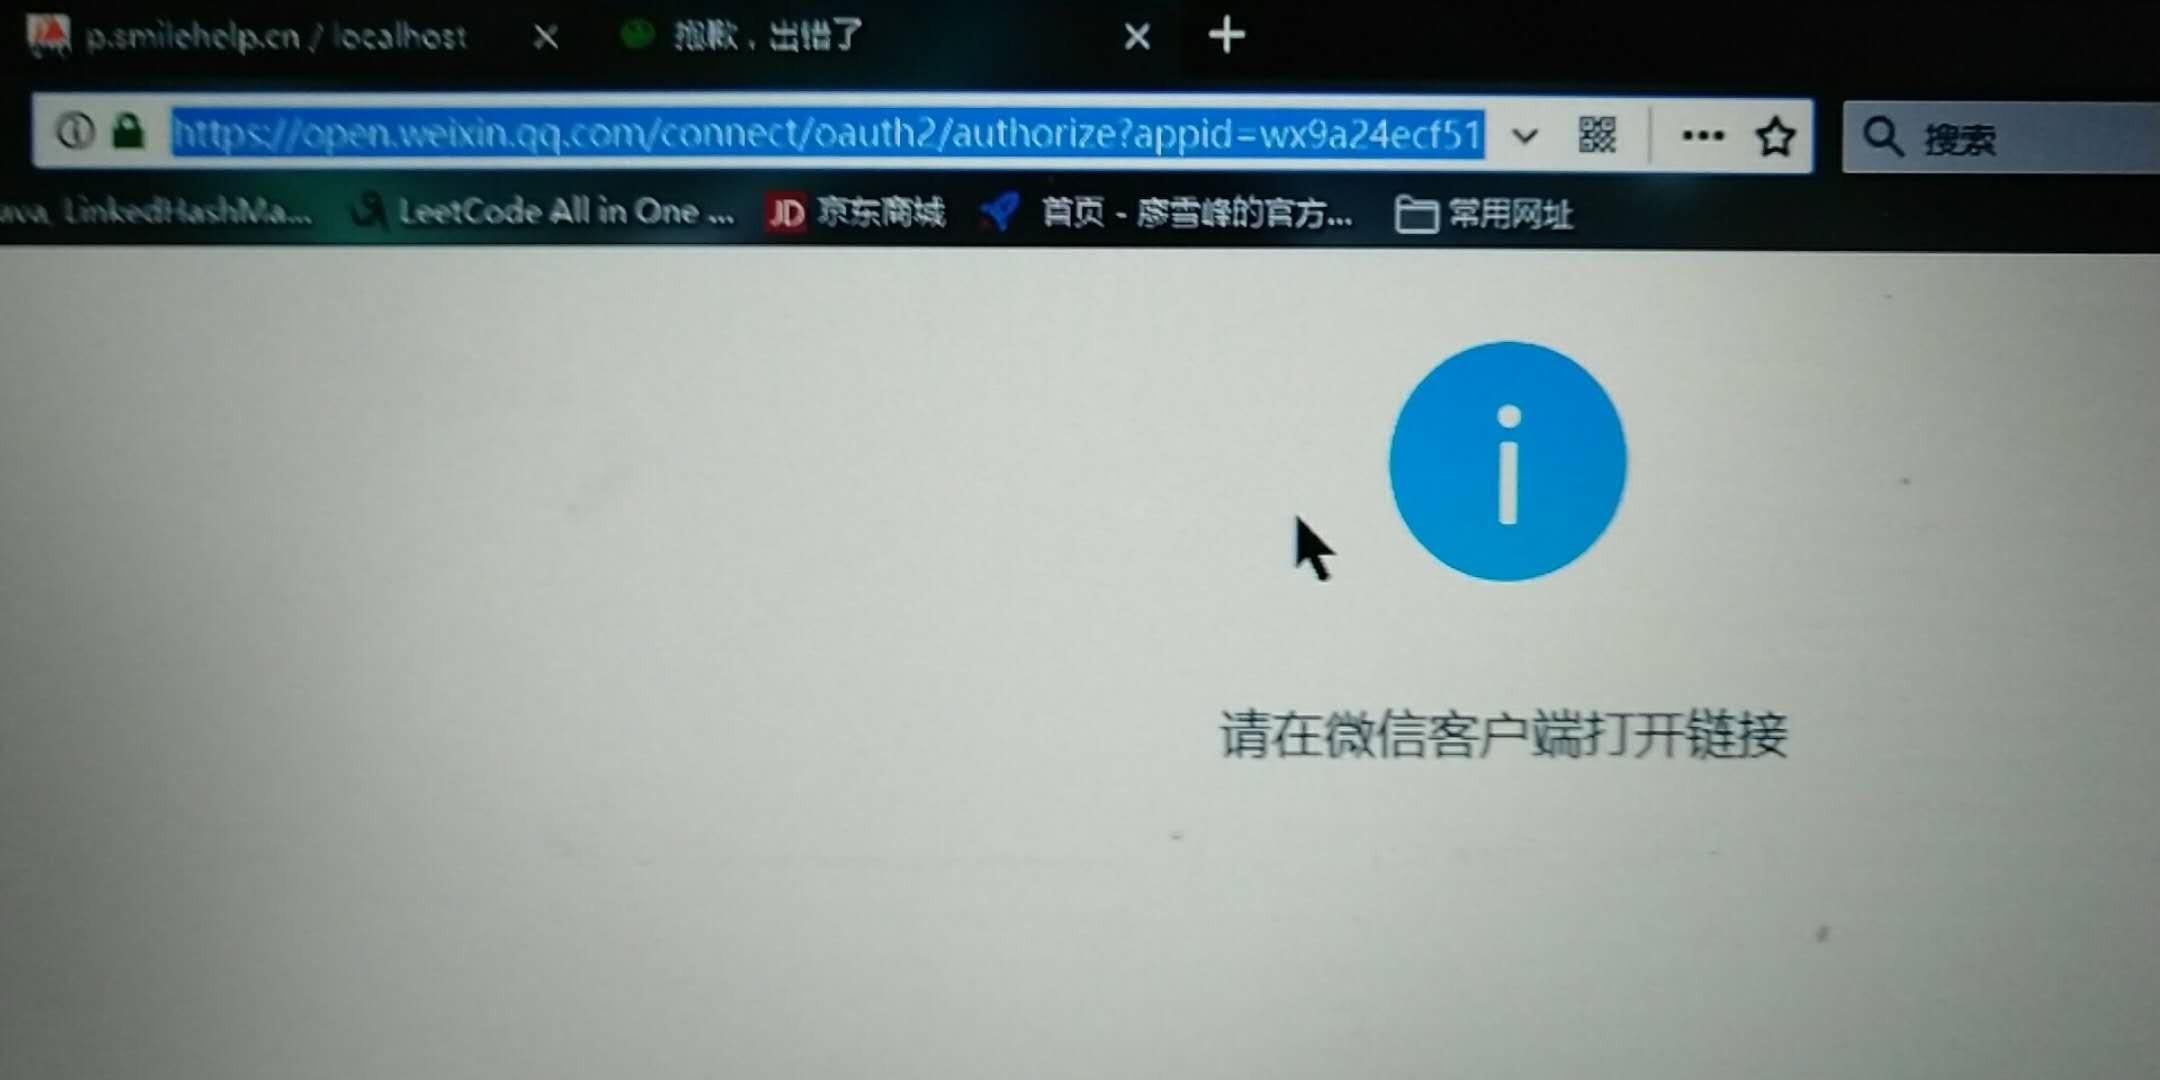 p.smilehelp.cn / localhost
抱歉，出错了
https://open.weixin.qq.com/connect/oauth2/authorize?appid=wx9a24ecf51
搜索
ava LinkedHashMa...
LeetCode All in One ...
JD 京东商城
首页 - 廖雪峰的官方...
常用网址
i
请在微信客户端打开链接